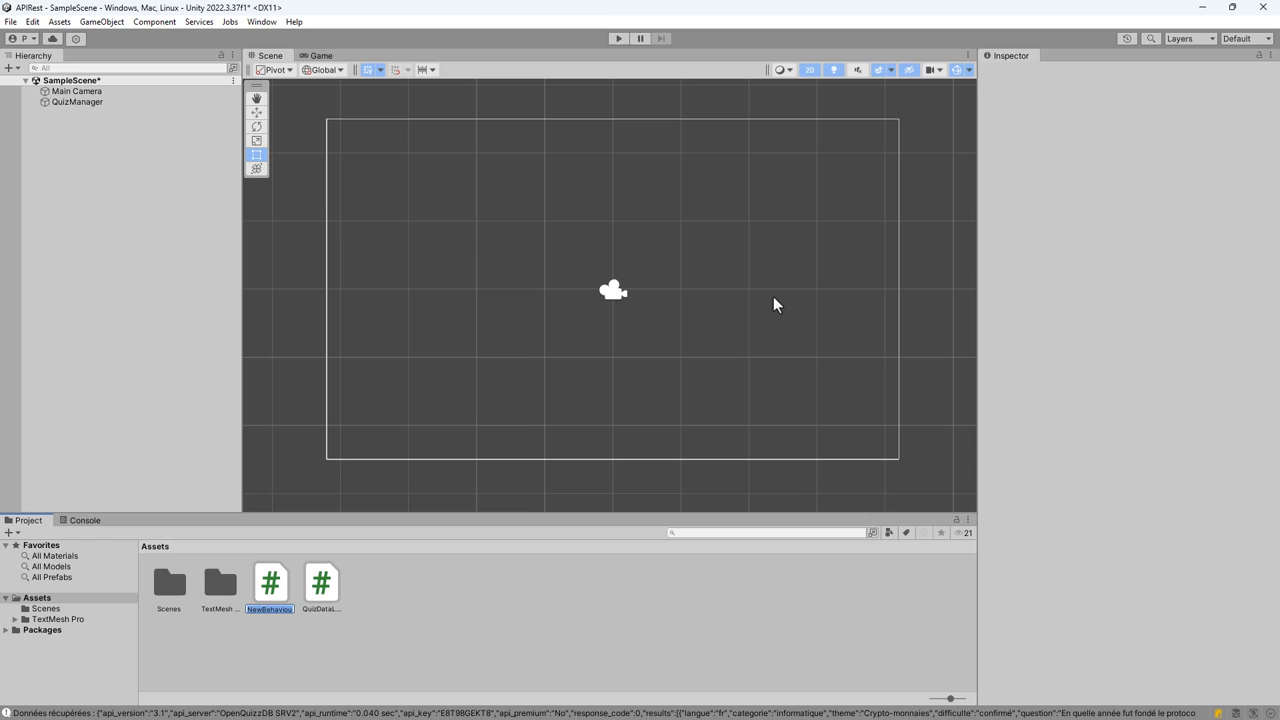 APIRest - SampleScene - Windows, Mac, Linux - Unity 2022.3.37f1* <DX11>
File Edit Assets GameObject Component Services Jobs Window Help
P Layers Default
Hierarchy
All
SampleScene*
Main Camera
QuizManager
Scene Game
Pivot Global 2D
Inspector
Project Console
21
Favorites
All Materials
All Models
All Prefabs
Assets
Scenes
TextMesh Pro
Packages
Assets
Scenes TextMesh ... NewBehaviou QuizDataL...
Données récupérées : {"api_version":"3.1","api_server":"OpenQuizzDB SRV2","api_runtime":"0.040 sec","api_key":"E8T98GEKT8","api_premium":"No","response_code":0,"results":[{"langue":"fr","categorie":"informatique","theme":"Crypto-monnaies","difficulte":"confirmé","question":"En quelle année fut fondé le protoco